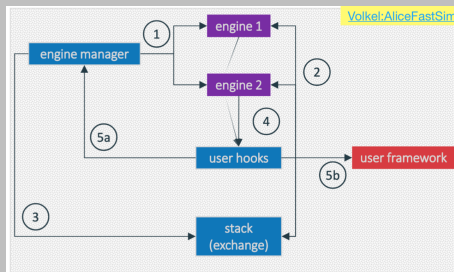 Volkel:AliceFastSim
engine 1
1
engine manager
2
engine 2
4
5a
user hooks
user framework
5b
3
stack
(exchange)